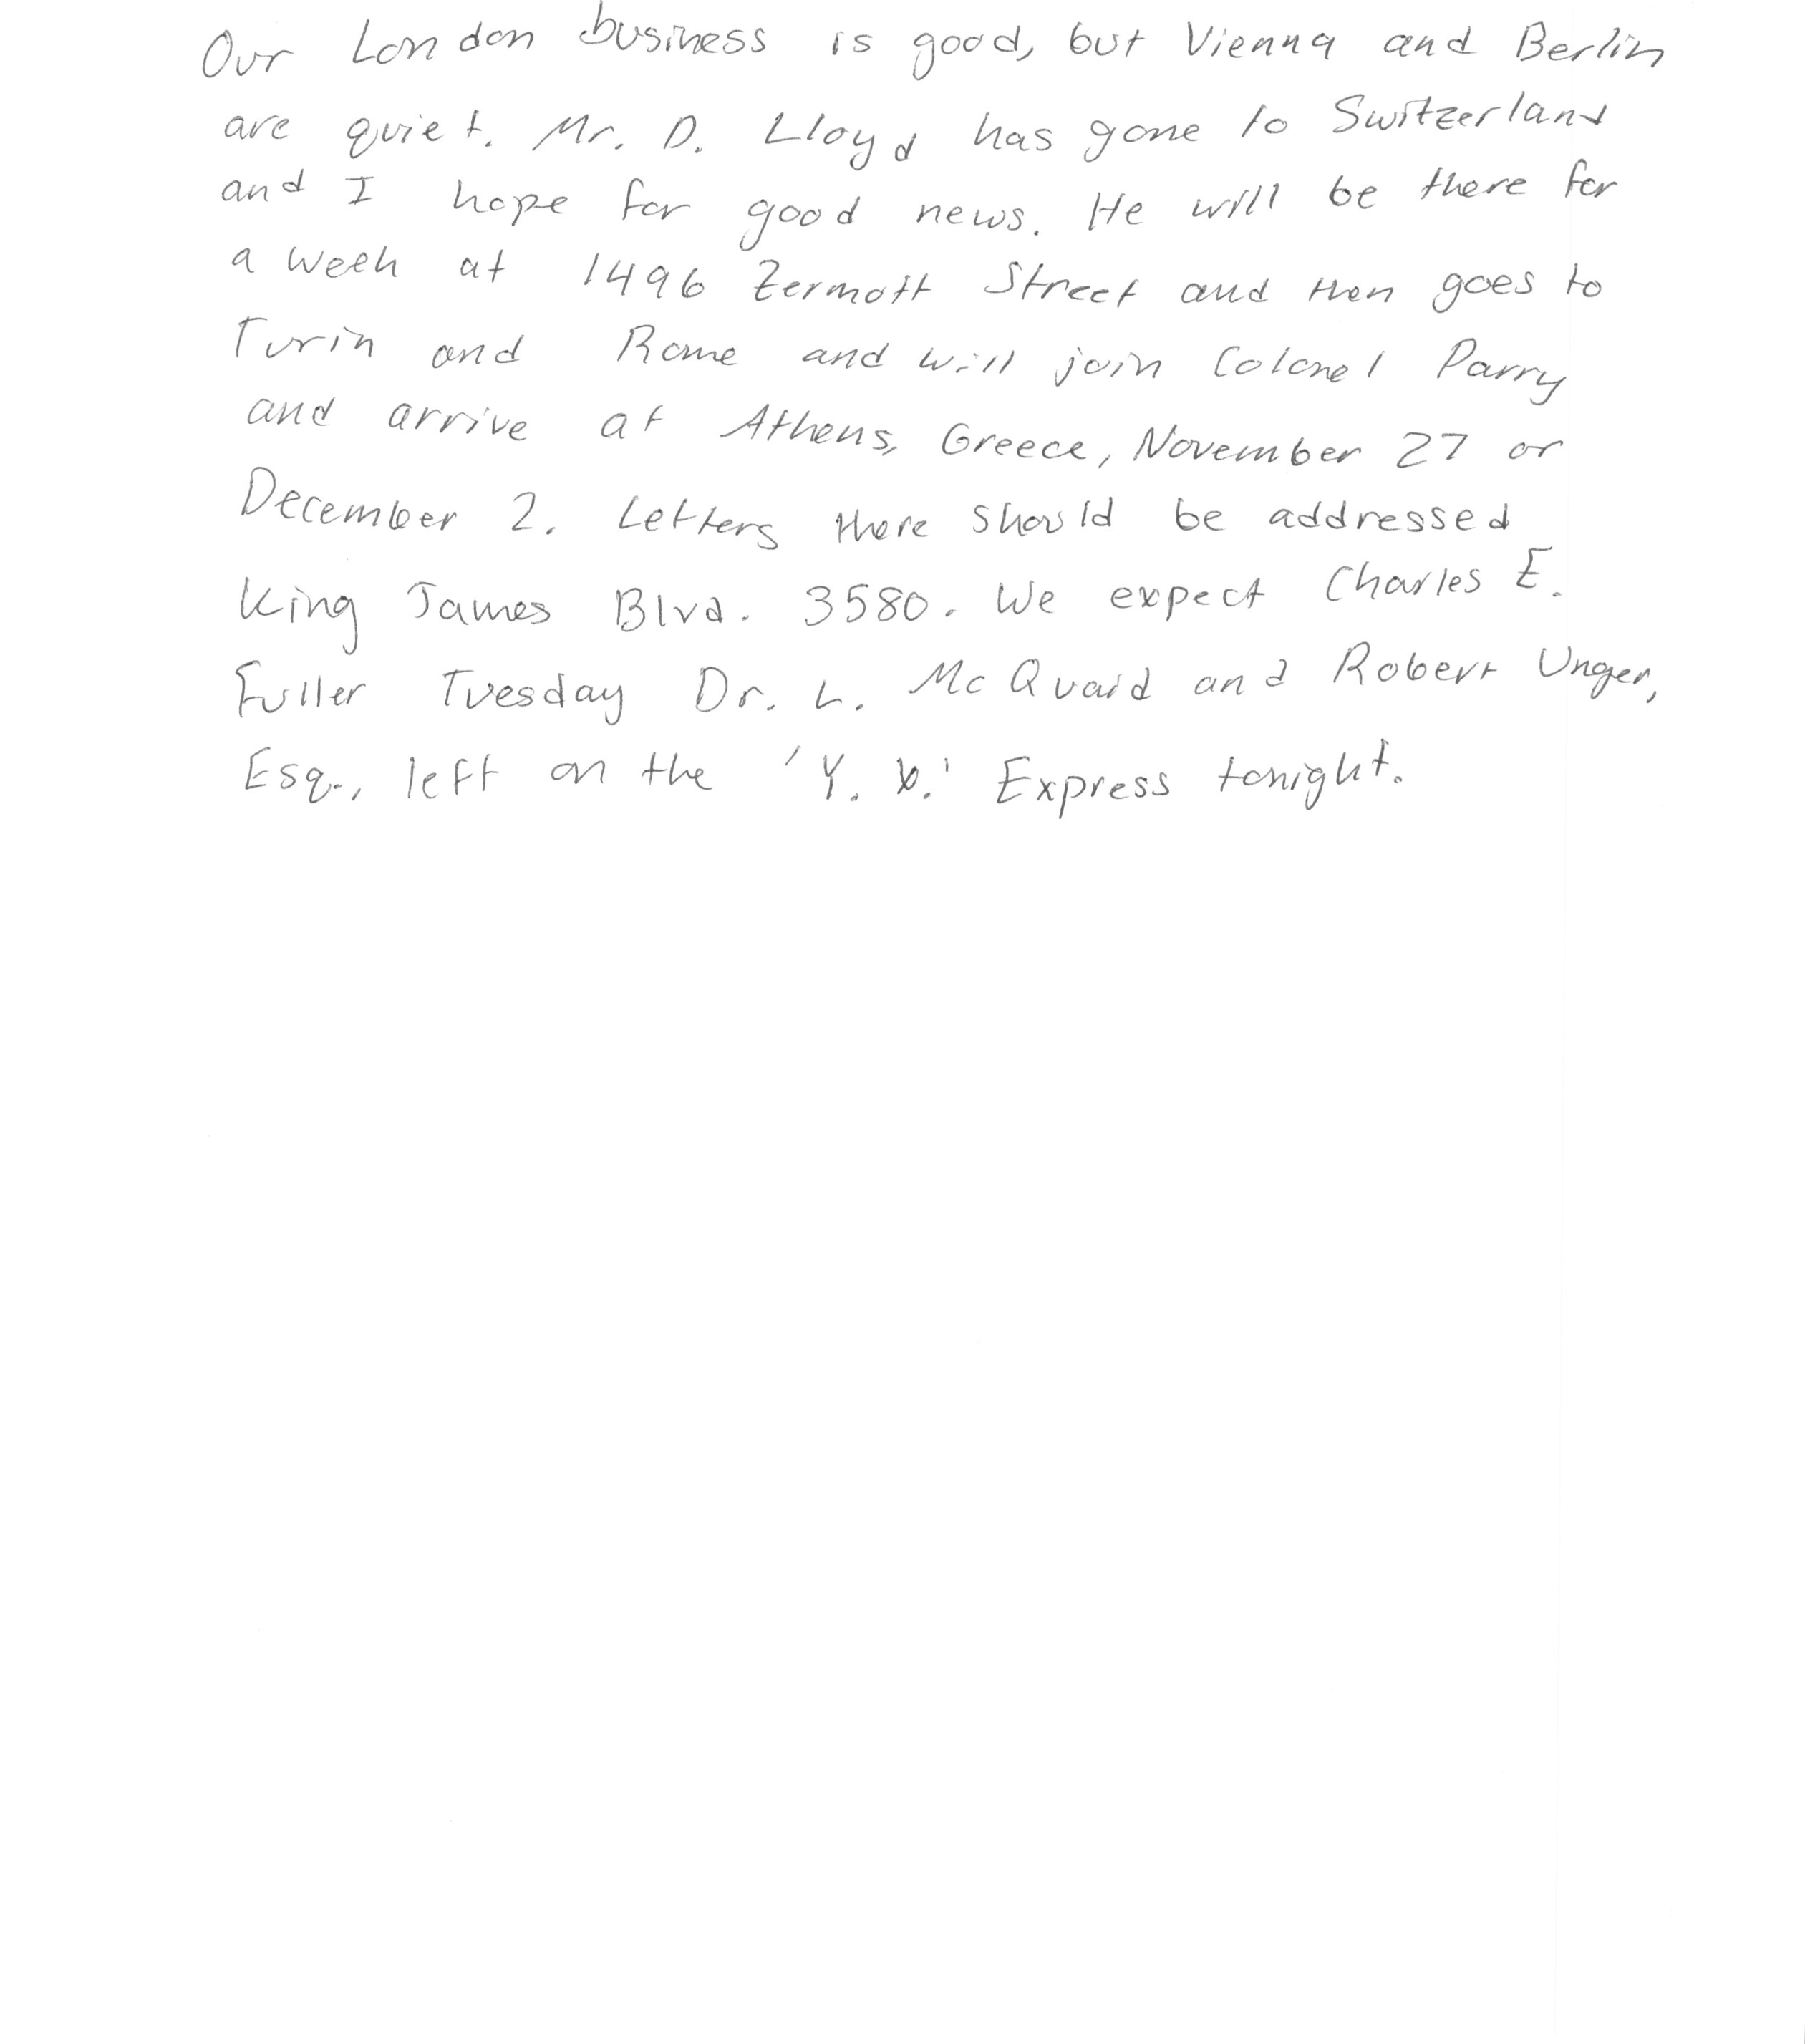 Our London business is good, but Vienna and Berlin
are quiet. Mr. D. Lloyd has gone to Switzerland
and I hope for good news. He will be there for
a week at 1496 Zermott Street and then goes to
Turin and Rome and will join Colonel Parry
and arrive at Athens, Greece, November 27 or
December 2. Letters there should be addressed
King James Blvd. 3580. We expect Charles E.
Fuller Tuesday Dr. L. McQuaid and Robert Unger,
Esq., left on the 'Y. X.' Express tonight.